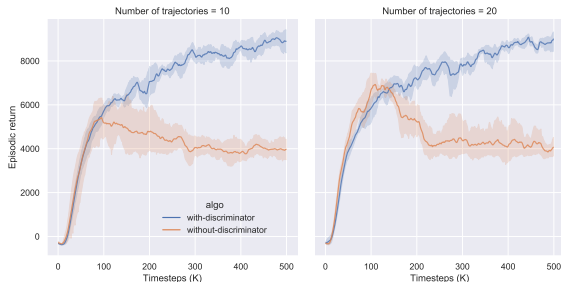 Number of trajectories = 10
Number of trajectories = 20
Episodic return
8000
6000
4000
2000
0
algo
with-discriminator
without-discriminator
0 100 200 300 400 500
0 100 200 300 400 500
Timesteps (K)
Timesteps (K)